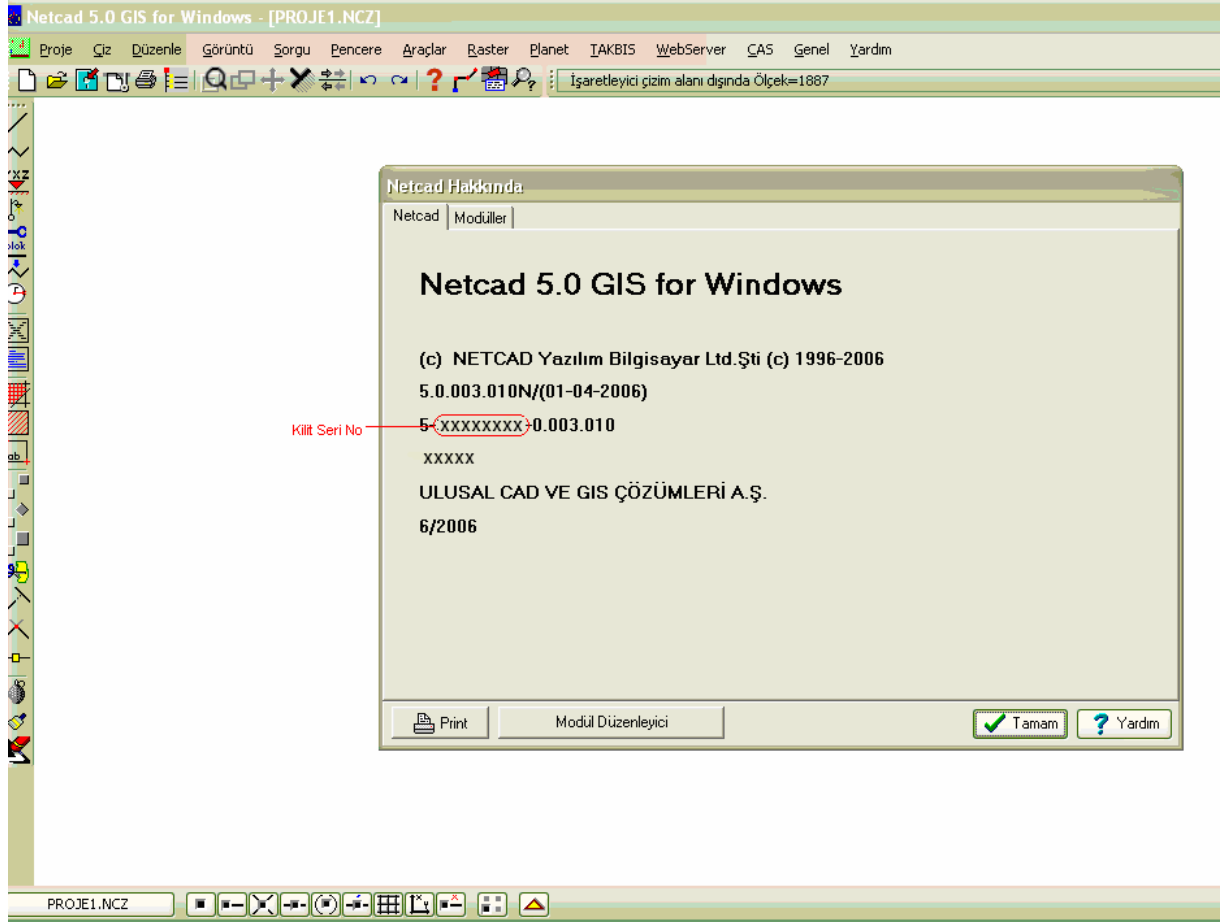 Netcad 5.0 GIS for Windows - [PROJE1.NCZ]
Proje Çiz Düzenle Görüntü Sorgu Pencere Araçlar Raster Planet TAKBIS WebServer ÇAS Genel Yardım
İşaretleyici çizim alanı dışında Ölçek=1887
Netcad Hakkında
Netcad Modüller
Netcad 5.0 GIS for Windows
(c) NETCAD Yazılım Bilgisayar Ltd.Şti (c) 1996-2006
5.0.003.010N/(01-04-2006)
Kilit Seri No 5-xxxxxxxx-0.003.010
xxxxx
ULUSAL CAD VE GIS ÇÖZÜMLERİ A.Ş.
6/2006
Print Modül Düzenleyici Tamam Yardım
PROJE1.NCZ